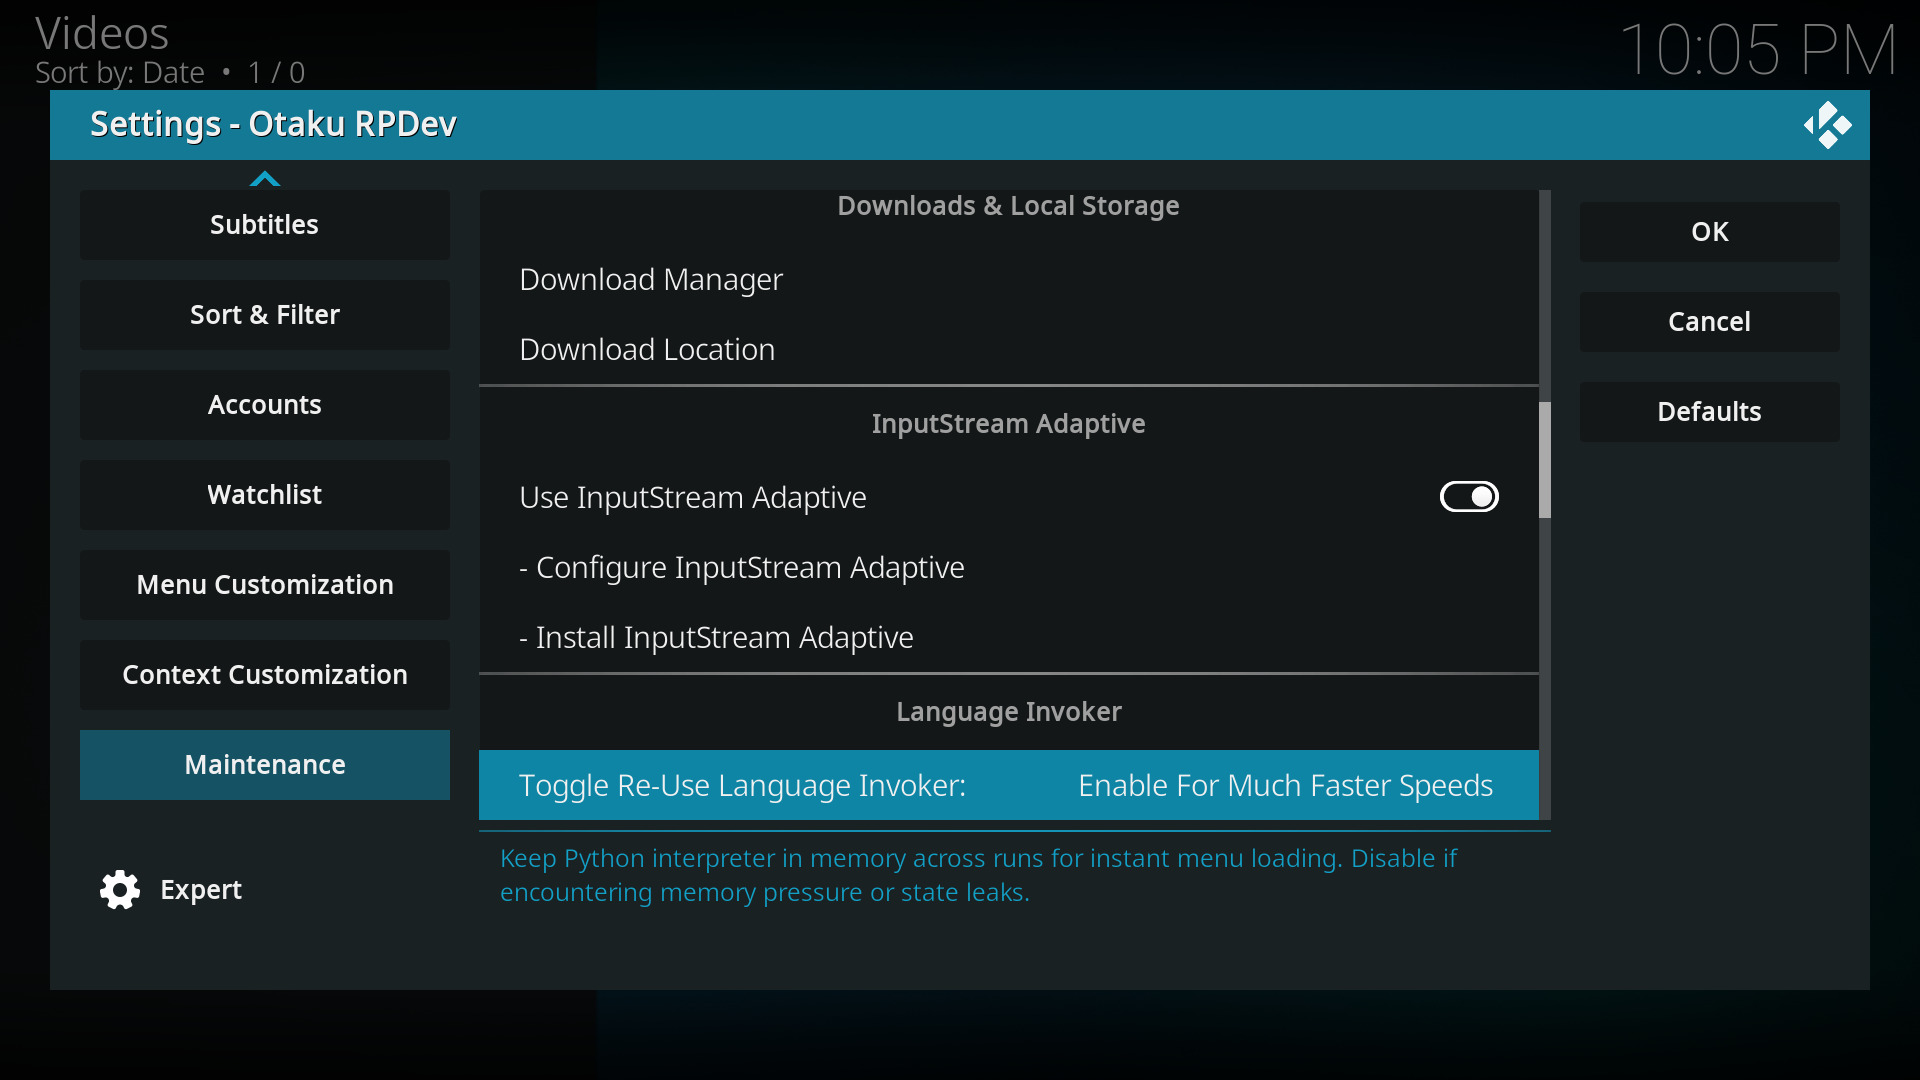 Videos
Sort by: Date • 1 / 0
10:05 PM
Settings - Otaku RPDev
Subtitles
Sort & Filter
Accounts
Watchlist
Menu Customization
Context Customization
Maintenance
Expert
Downloads & Local Storage
Download Manager
Download Location
InputStream Adaptive
Use InputStream Adaptive
- Configure InputStream Adaptive
- Install InputStream Adaptive
Language Invoker
Toggle Re-Use Language Invoker: Enable For Much Faster Speeds
Keep Python interpreter in memory across runs for instant menu loading. Disable if
encountering memory pressure or state leaks.
OK
Cancel
Defaults